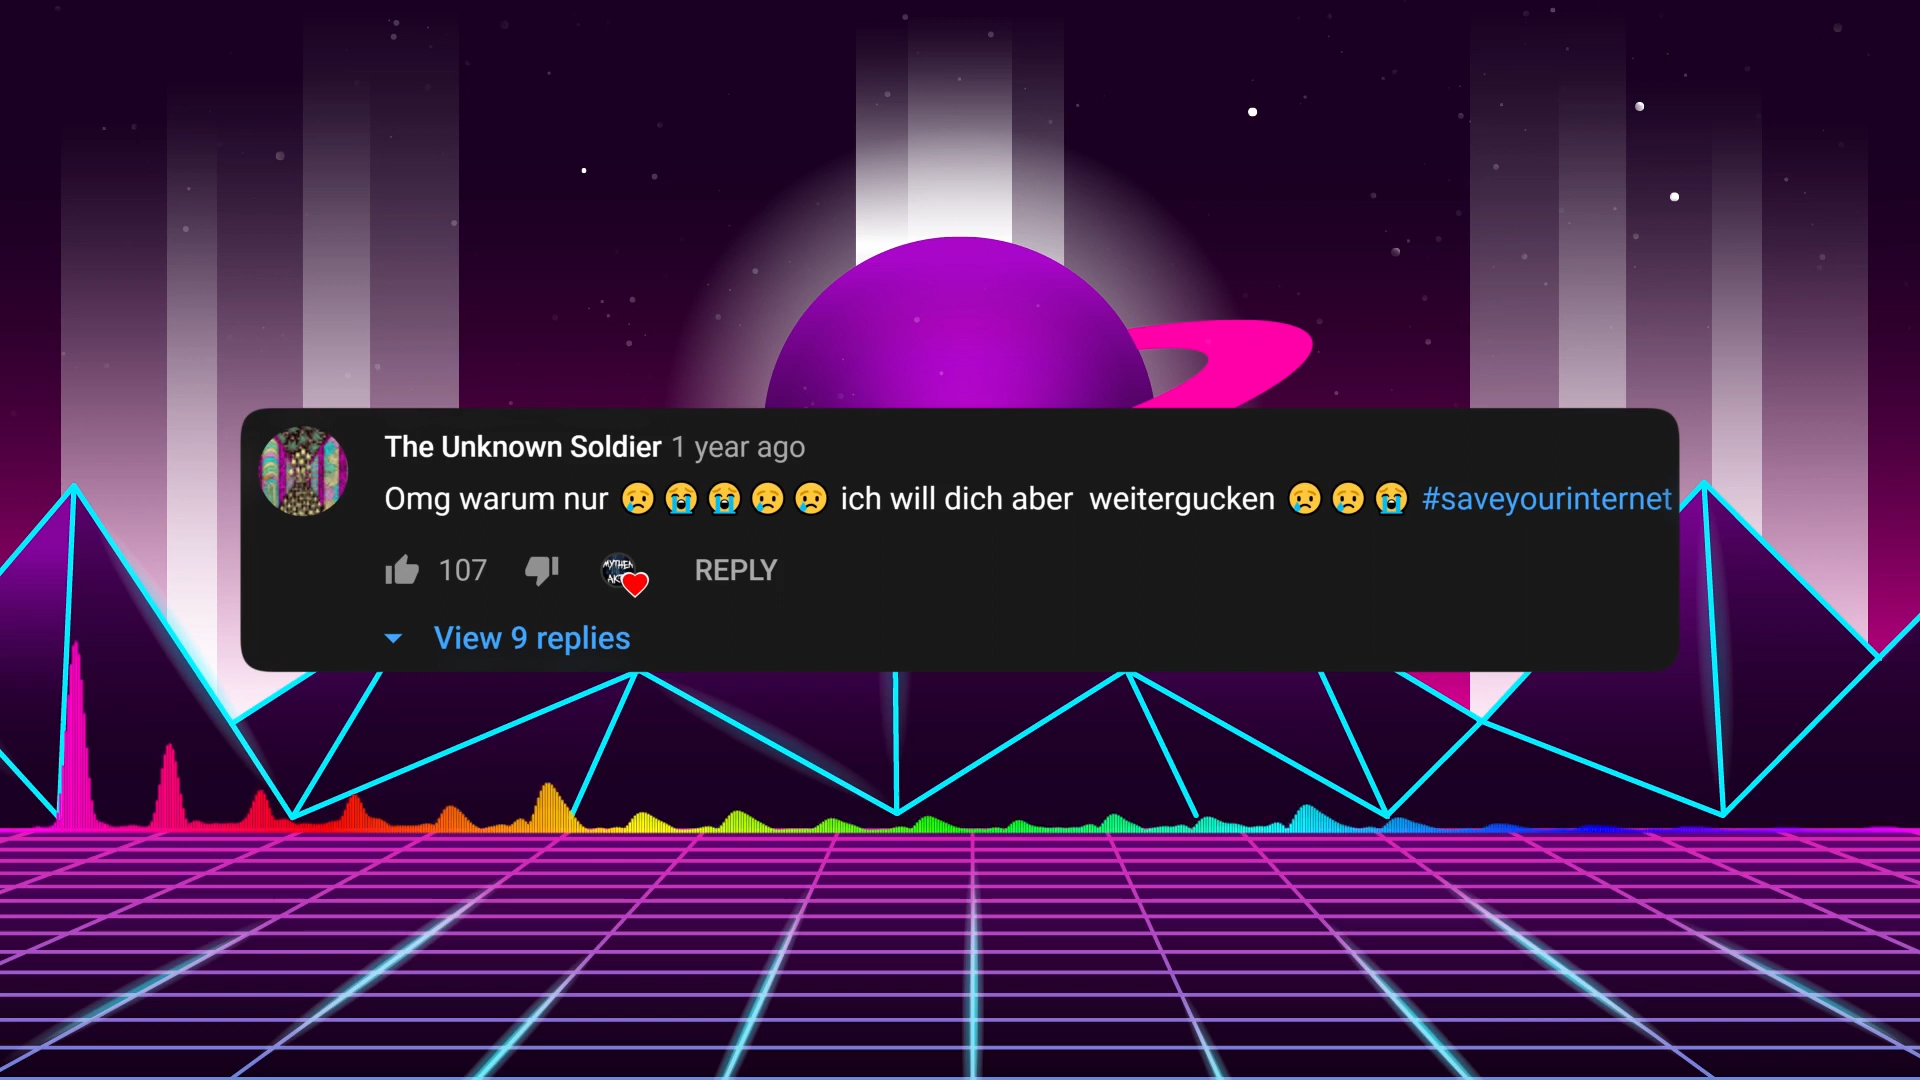 The Unknown Soldier 1 year ago
Omg warum nur 😢😭😭😢😢 ich will dich aber weitergucken 😢😢😭 #saveyourinternet
107
MYTHEN
REPLY
View 9 replies